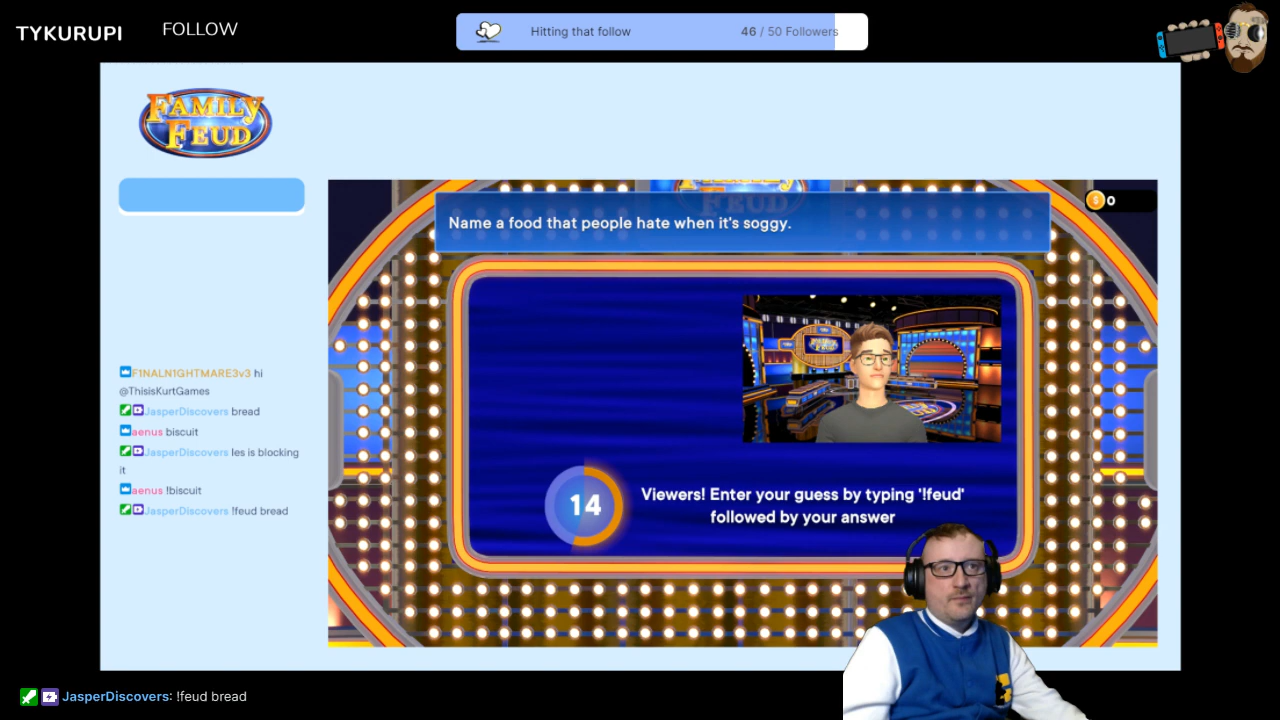 TYKURUPI
FOLLOW
Hitting that follow
46 / 50 Followers
FAMILY
FEUD
FEUD
$ 0
Name a food that people hate when it's soggy.
F1NALN1GHTMARE3v3 hi
@ThisisKurtGames
JasperDiscovers bread
aenus biscuit
JasperDiscovers les is blocking
it
aenus !biscuit
JasperDiscovers !feud bread
14
Viewers! Enter your guess by typing '!feud'
followed by your answer
JasperDiscovers: !feud bread